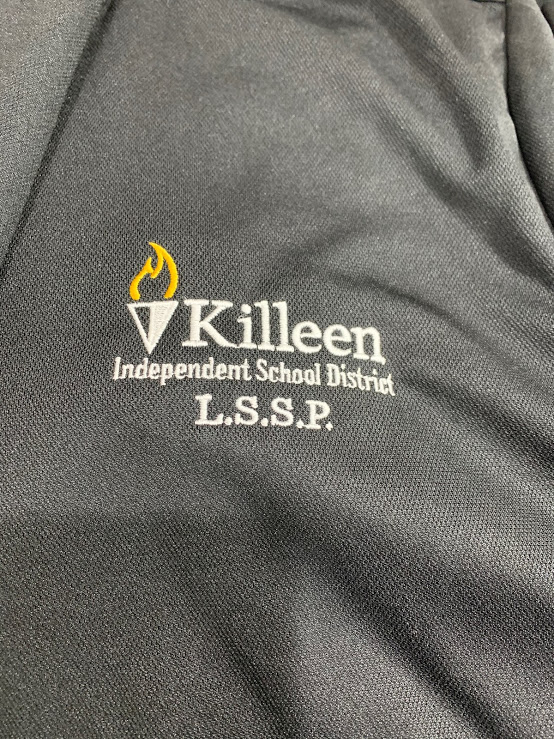 Killeen
Independent School District
L.S.S.P.